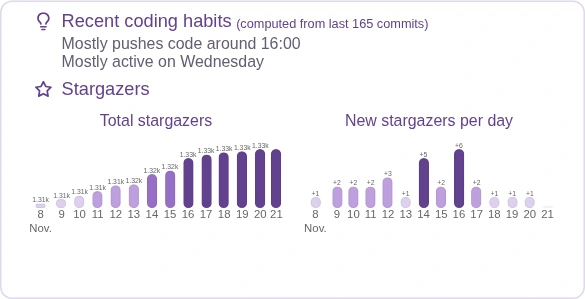 Recent coding habits (computed from last 165 commits)
Mostly pushes code around 16:00
Mostly active on Wednesday
Stargazers
Total stargazers
1.31k 1.31k 1.31k 1.31k 1.31k 1.32k 1.32k 1.32k 1.33k 1.33k 1.33k 1.33k 1.33k
8 9 10 11 12 13 14 15 16 17 18 19 20 21
Nov.
New stargazers per day
+1 +2 +2 +2 +3 +1 +5 +2 +6 +2 +1 +1 +1
8 9 10 11 12 13 14 15 16 17 18 19 20 21
Nov.